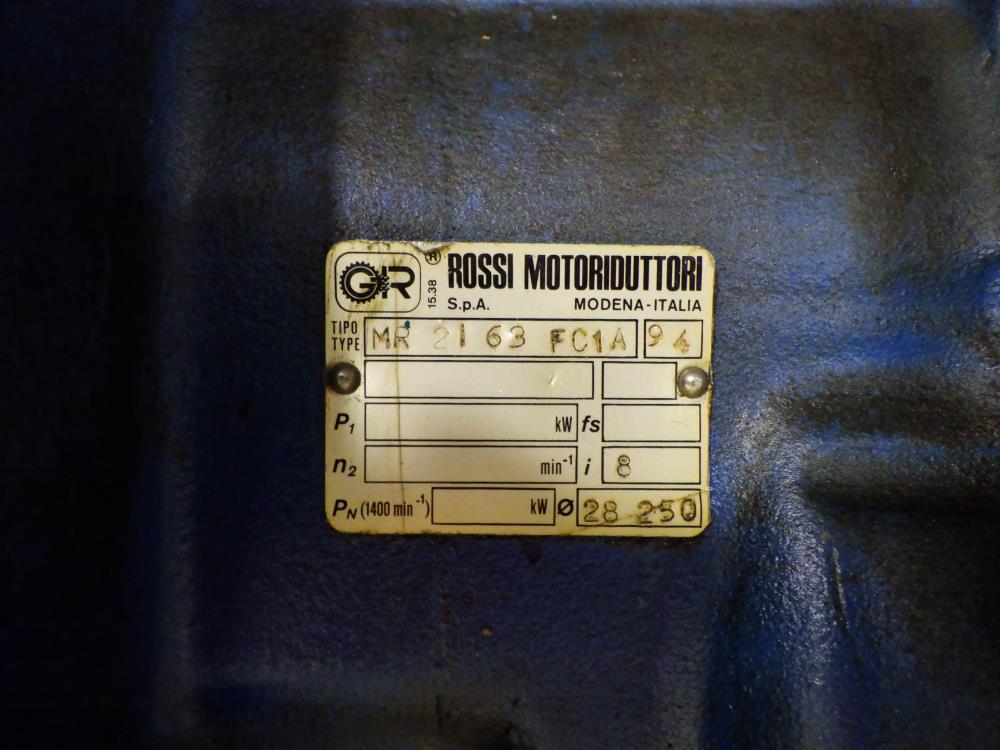 GR ® 15.38 ROSSI MOTORIDUTTORI
S.p.A. MODENA-ITALIA
TIPO
TYPE MR 2I 63 FC1A 94
P₁ kW fs
n₂ min⁻¹ i 8
PN (1400 min⁻¹) kW Ø 28 250